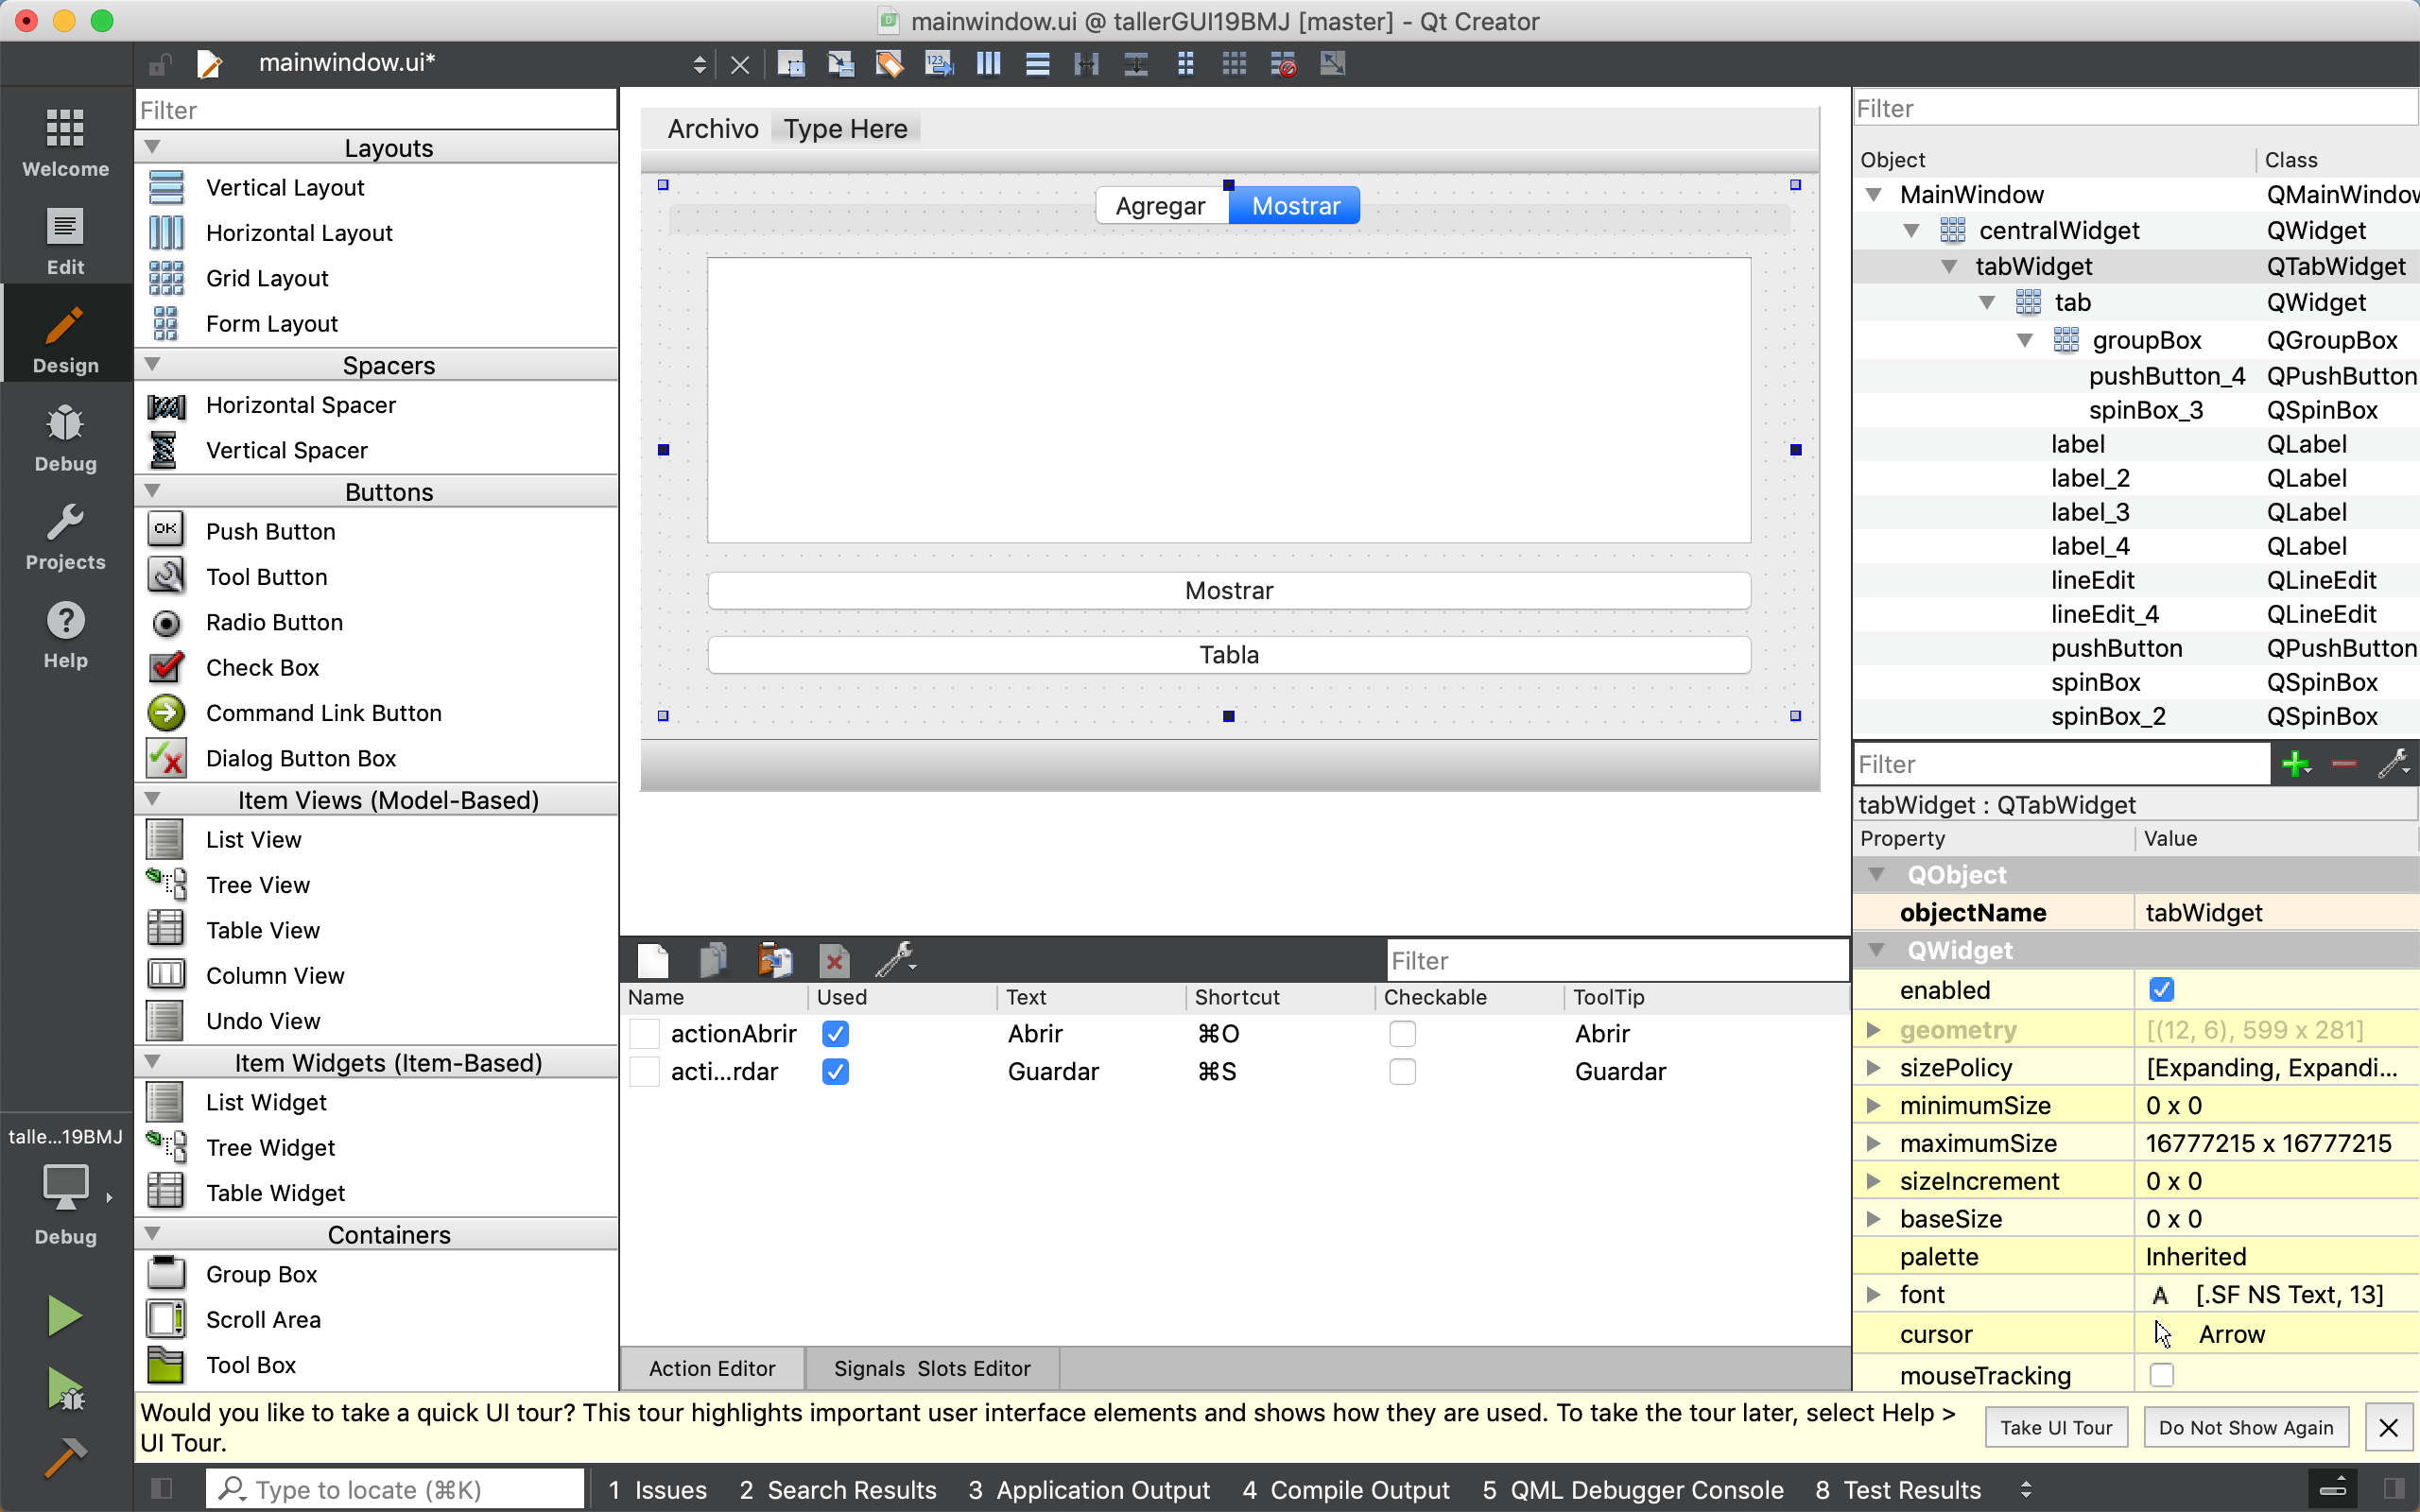 mainwindow.ui @ tallerGUI19BMJ [master] - Qt Creator
mainwindow.ui*
Welcome
Edit
Design
Debug
Projects
Help
talle...19BMJ
Debug
Filter
Layouts
Vertical Layout
Horizontal Layout
Grid Layout
Form Layout
Spacers
Horizontal Spacer
Vertical Spacer
Buttons
OK Push Button
Tool Button
Radio Button
Check Box
Command Link Button
Dialog Button Box
Item Views (Model-Based)
List View
Tree View
Table View
Column View
Undo View
Item Widgets (Item-Based)
List Widget
Tree Widget
Table Widget
Containers
Group Box
Scroll Area
Tool Box
Archivo Type Here
Agregar Mostrar
Mostrar
Tabla
Filter
Name Used Text Shortcut Checkable ToolTip
actionAbrir Abrir ⌘O Abrir
acti...rdar Guardar ⌘S Guardar
Action Editor Signals Slots Editor
Filter
Object Class
MainWindow QMainWindow
centralWidget QWidget
tabWidget QTabWidget
tab QWidget
groupBox QGroupBox
pushButton_4 QPushButton
spinBox_3 QSpinBox
label QLabel
label_2 QLabel
label_3 QLabel
label_4 QLabel
lineEdit QLineEdit
lineEdit_4 QLineEdit
pushButton QPushButton
spinBox QSpinBox
spinBox_2 QSpinBox
Filter
tabWidget : QTabWidget
Property Value
QObject
objectName tabWidget
QWidget
enabled
geometry [(12, 6), 599 x 281]
sizePolicy [Expanding, Expandi...
minimumSize 0 x 0
maximumSize 16777215 x 16777215
sizeIncrement 0 x 0
baseSize 0 x 0
palette Inherited
font A [.SF NS Text, 13]
cursor Arrow
mouseTracking
Would you like to take a quick UI tour? This tour highlights important user interface elements and shows how they are used. To take the tour later, select Help >
UI Tour.
Take UI Tour Do Not Show Again
Type to locate (⌘K) 1 Issues 2 Search Results 3 Application Output 4 Compile Output 5 QML Debugger Console 8 Test Results